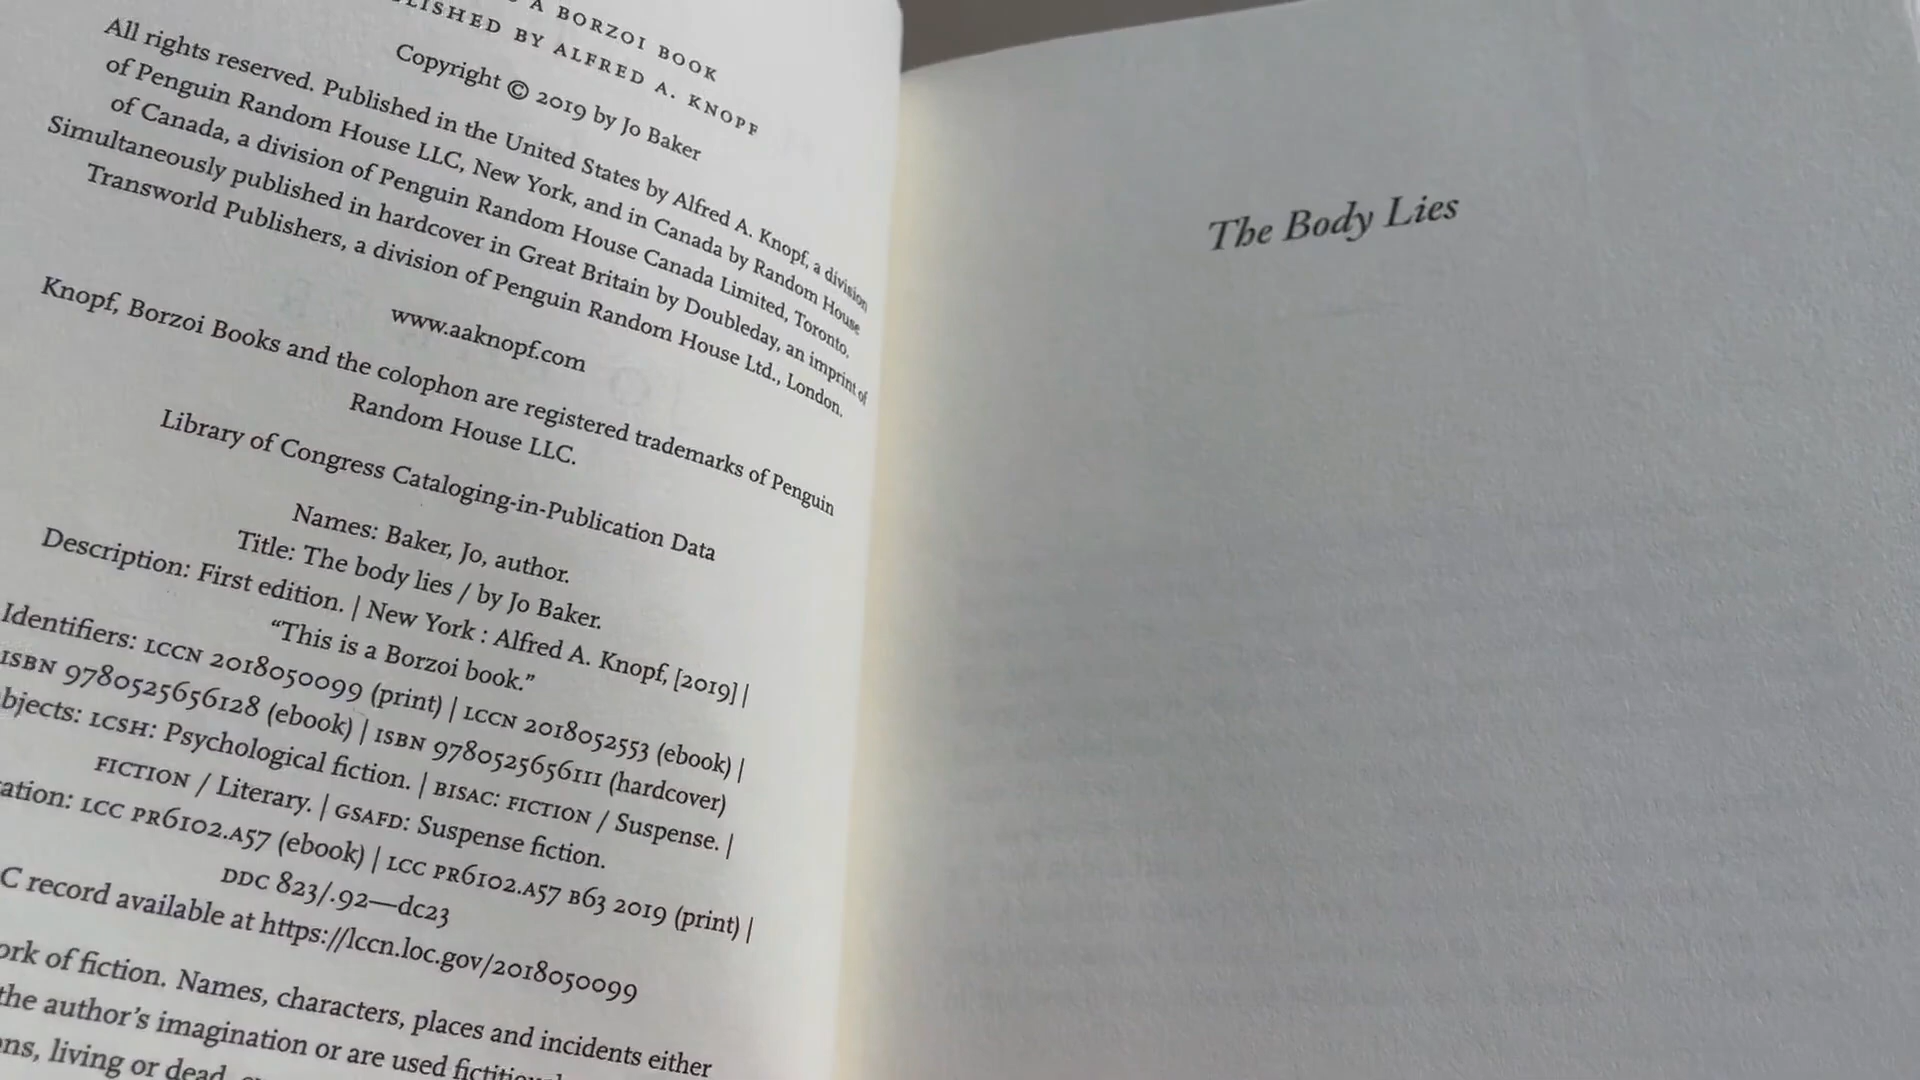 A BORZOI BOOK
BY ALFRED A. KNOPF
Copyright © 2019 by Jo Baker
All rights reserved. Published in the United States by Alfred A. Knopf, a division
of Penguin Random House LLC, New York, and in Canada by Random House
of Canada, a division of Penguin Random House Canada Limited, Toronto.
Simultaneously published in hardcover in Great Britain by Doubleday, an imprint of
Transworld Publishers, a division of Penguin Random House Ltd., London.
www.aaknopf.com
Knopf, Borzoi Books and the colophon are registered trademarks of Penguin
Random House LLC.
Library of Congress Cataloging-in-Publication Data
Names: Baker, Jo, author.
Title: The body lies / by Jo Baker.
Description: First edition. | New York : Alfred A. Knopf, [2019] |
“This is a Borzoi book.”
Identifiers: LCCN 2018050099 (print) | LCCN 2018052553 (ebook) |
ISBN 9780525656128 (ebook) | ISBN 9780525656111 (hardcover)
bjects: LCSH: Psychological fiction. | BISAC: FICTION / Suspense. |
FICTION / Literary. | GSAFD: Suspense fiction.
ation: LCC PR6102.A57 (ebook) | LCC PR6102.A57 B63 2019 (print) |
DDC 823/.92—dc23
C record available at https://lccn.loc.gov/2018050099
ork of fiction. Names, characters, places and incidents either
the author’s imagination or are used
ons, living or dead,
The Body Lies